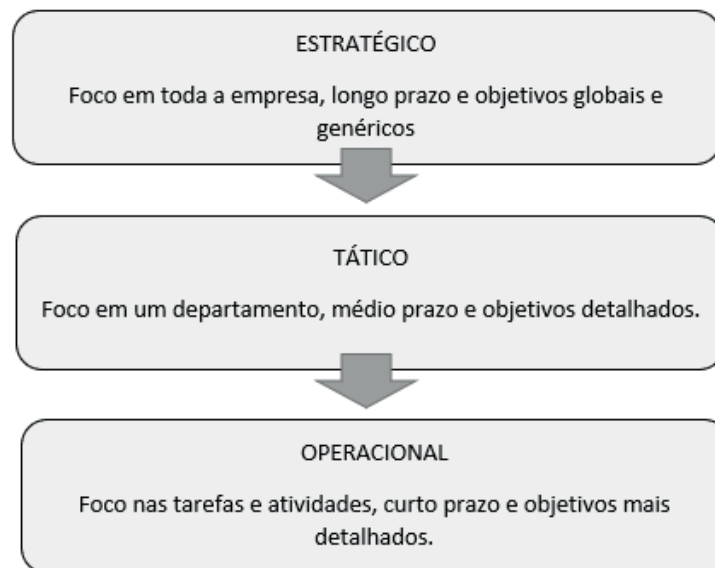 ESTRATÉGICO
Foco em toda a empresa, longo prazo e objetivos globais e
genéricos
TÁTICO
Foco em um departamento, médio prazo e objetivos detalhados.
OPERACIONAL
Foco nas tarefas e atividades, curto prazo e objetivos mais
detalhados.